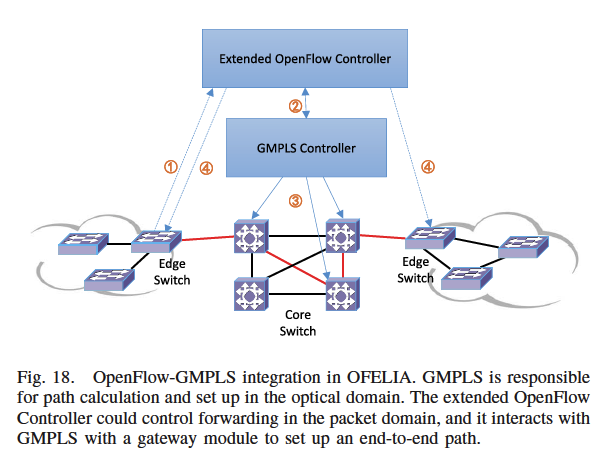 Extended OpenFlow Controller
②
GMPLS Controller
①
④
④
③
Edge
Switch
Edge
Switch
Core
Switch
Fig. 18. OpenFlow-GMPLS integration in OFELIA. GMPLS is responsible
for path calculation and set up in the optical domain. The extended OpenFlow
Controller could control forwarding in the packet domain, and it interacts with
GMPLS with a gateway module to set up an end-to-end path.